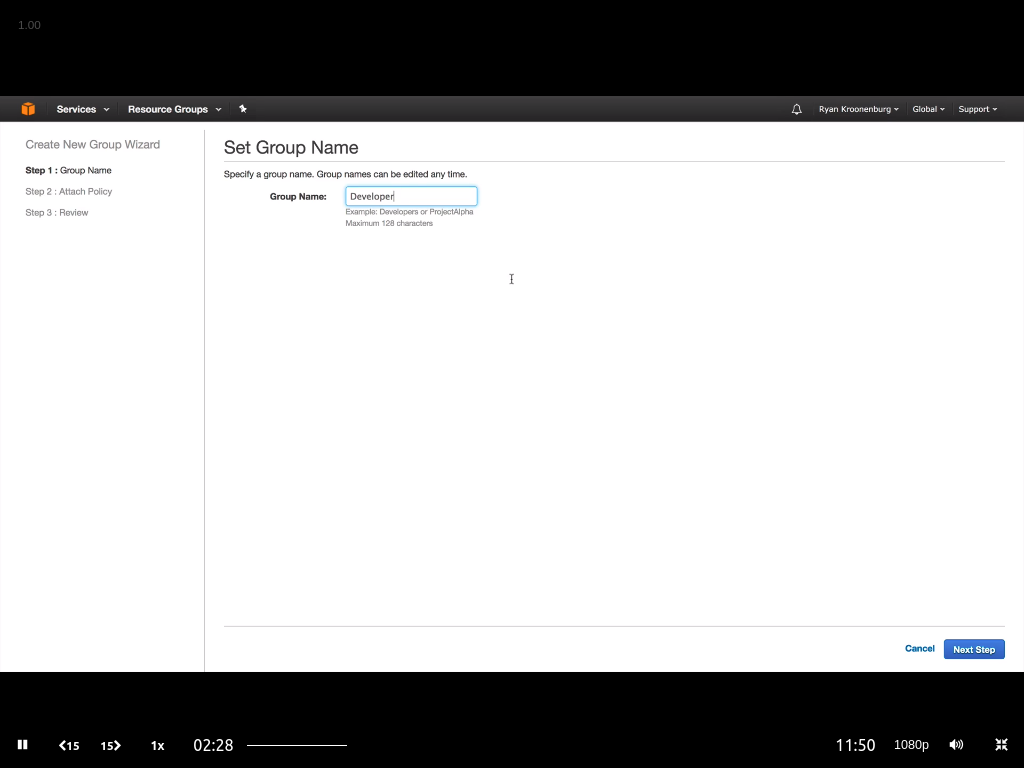 1.00
Services Resource Groups Ryan Kroonenburg Global Support
Create New Group Wizard
Step 1 : Group Name
Step 2 : Attach Policy
Step 3 : Review
Set Group Name
Specify a group name. Group names can be edited any time.
Group Name: Developer
Example: Developers or ProjectAlpha
Maximum 128 characters
Cancel Next Step
15 15 1x 02:28 11:50 1080p